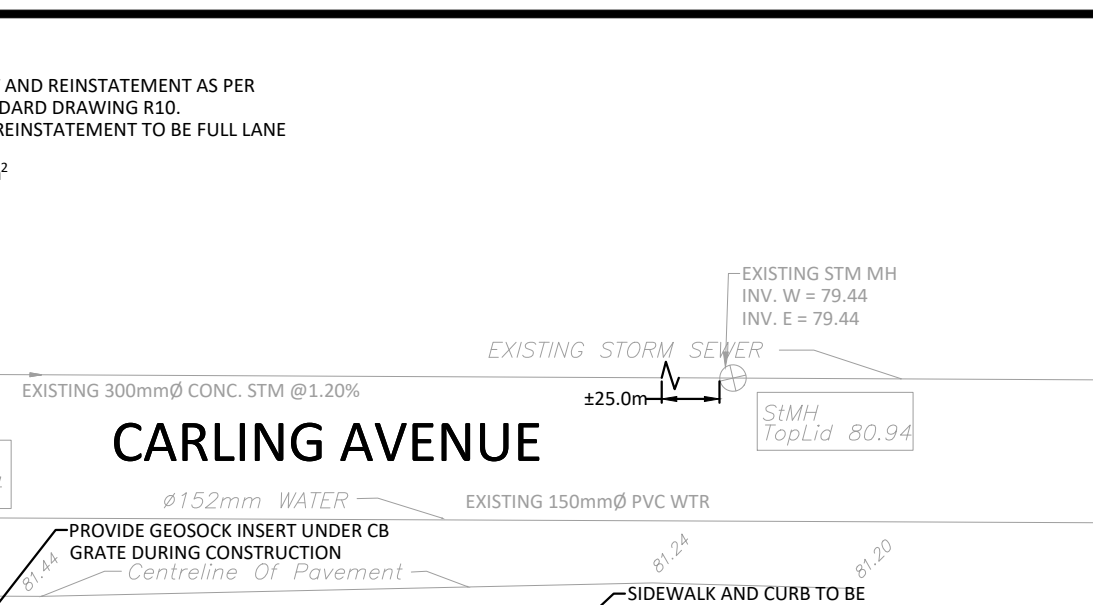 AND REINSTATEMENT AS PER
DARD DRAWING R10.
REINSTATEMENT TO BE FULL LANE
2
EXISTING STM MH
INV. W = 79.44
INV. E = 79.44
EXISTING STORM SEWER
EXISTING 300mmØ CONC. STM @1.20%
±25.0m
StMH
TopLid 80.94
CARLING AVENUE
ø152mm WATER
EXISTING 150mmØ PVC WTR
PROVIDE GEOSOCK INSERT UNDER CB
GRATE DURING CONSTRUCTION
81.44
Centreline Of Pavement
81.24
81.20
SIDEWALK AND CURB TO BE